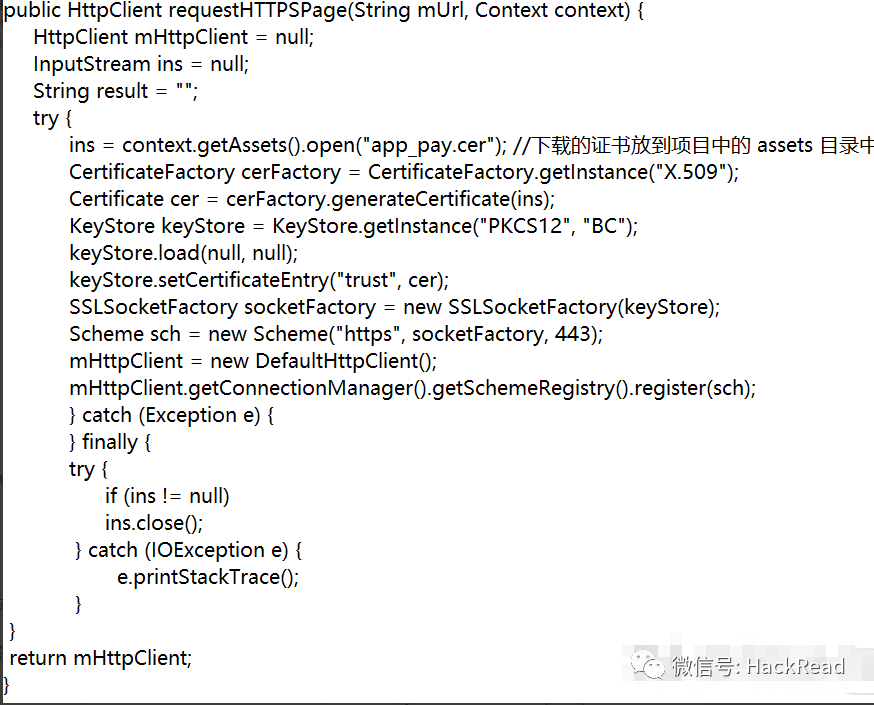 public HttpClient requestHTTPSPage(String mUrl, Context context) {
HttpClient mHttpClient = null;
InputStream ins = null;
String result = "";
try {
ins = context.getAssets().open("app_pay.cer"); //下载的证书放到项目中的 assets 目录中
CertificateFactory cerFactory = CertificateFactory.getInstance("X.509");
Certificate cer = cerFactory.generateCertificate(ins);
KeyStore keyStore = KeyStore.getInstance("PKCS12", "BC");
keyStore.load(null, null);
keyStore.setCertificateEntry("trust", cer);
SSLSocketFactory socketFactory = new SSLSocketFactory(keyStore);
Scheme sch = new Scheme("https", socketFactory, 443);
mHttpClient = new DefaultHttpClient();
mHttpClient.getConnectionManager().getSchemeRegistry().register(sch);
} catch (Exception e) {
} finally {
try {
if (ins != null)
ins.close();
} catch (IOException e) {
e.printStackTrace();
}
}
return mHttpClient;
}
微信号: HackRead